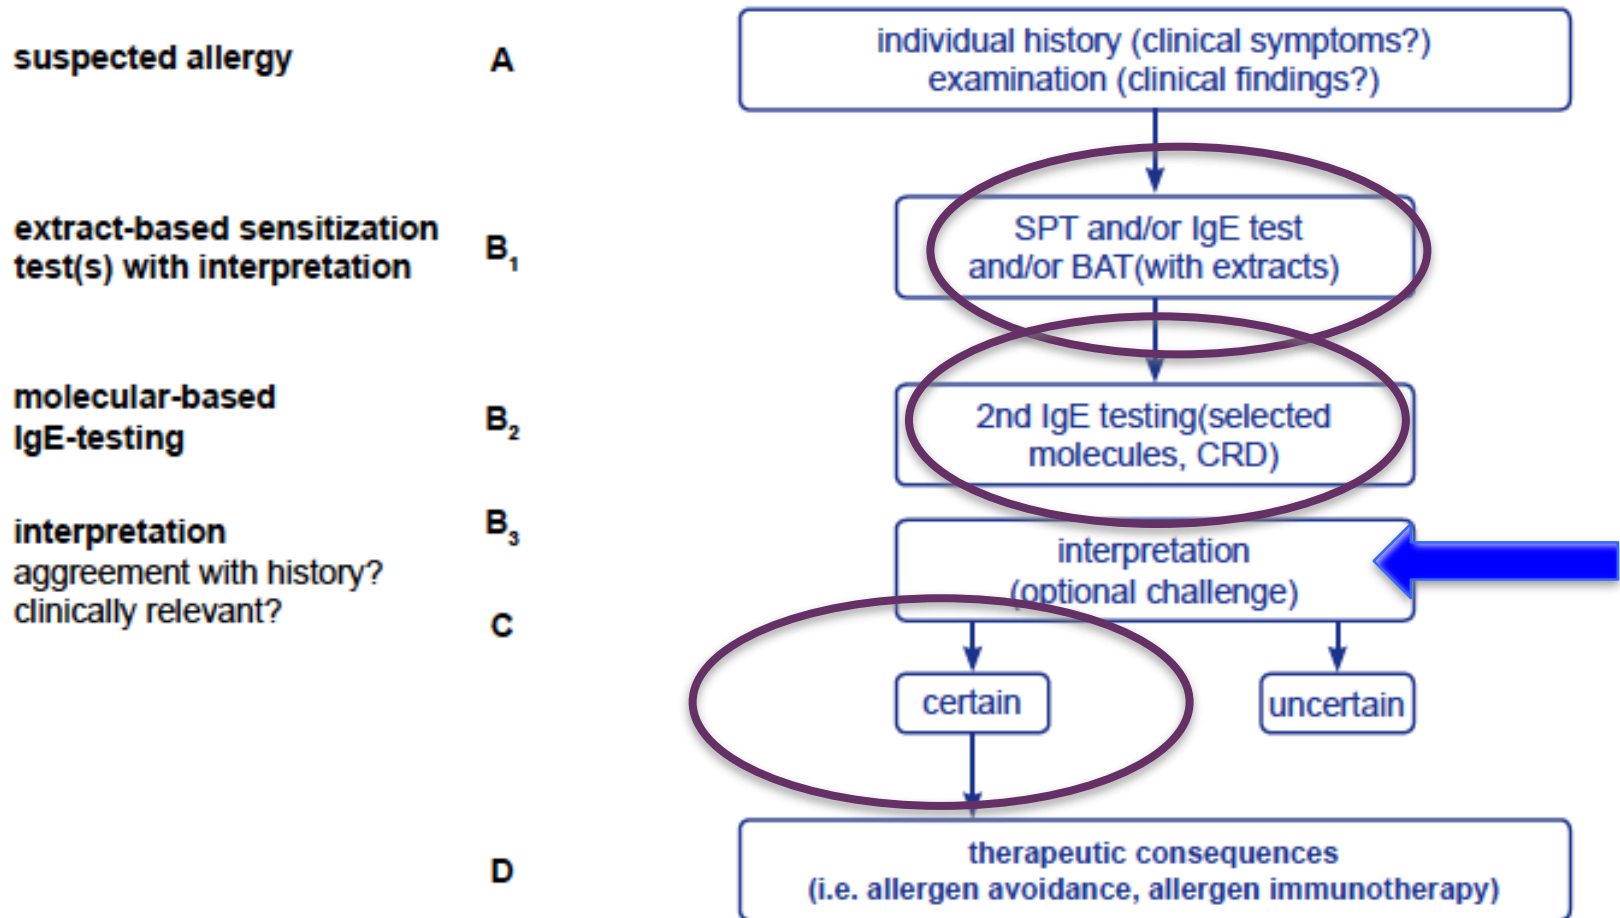 suspected allergy
A
individual history (clinical symptoms?)
examination (clinical findings?)
extract-based sensitization
test(s) with interpretation
B1
SPT and/or IgE test
and/or BAT(with extracts)
molecular-based
IgE-testing
B2
2nd IgE testing(selected
molecules, CRD)
interpretation
aggreement with history?
clinically relevant?
B3
interpretation
(optional challenge)
C
certain
uncertain
D
therapeutic consequences
(i.e. allergen avoidance, allergen immunotherapy)